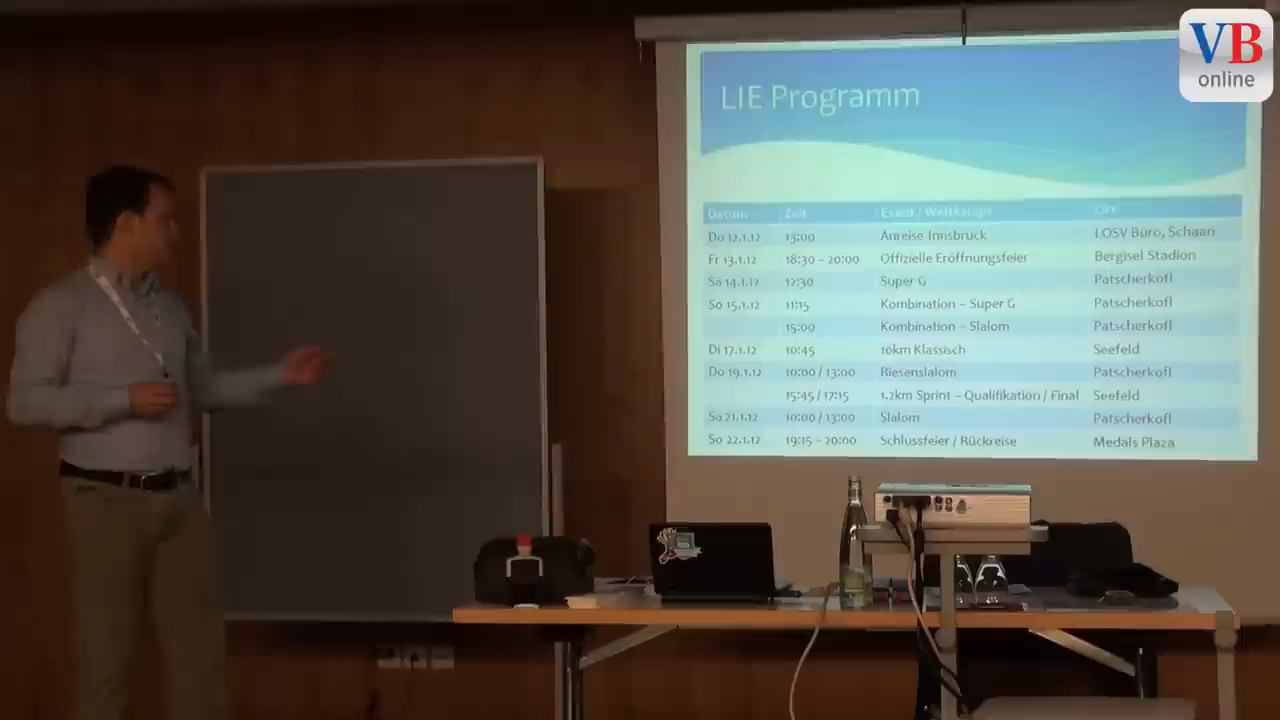 VB
online
LIE Programm
Datum Zeit Event / Wettkampf Ort
Do 12.1.12 13:00 Anreise Innsbruck LOSV Büro, Schaan
Fr 13.1.12 18:30 – 20:00 Offizielle Eröffnungsfeier Bergisel Stadion
Sa 14.1.12 12:30 Super G Patscherkofl
So 15.1.12 11:15 Kombination – Super G Patscherkofl
15:00 Kombination – Slalom Patscherkofl
Di 17.1.12 10:45 10km Klassisch Seefeld
Do 19.1.12 10:00 / 13:00 Riesenslalom Patscherkofl
15:45 / 17:15 1.2km Sprint – Qualifikation / Final Seefeld
Sa 21.1.12 10:00 / 13:00 Slalom Patscherkofl
So 22.1.12 19:15 – 20:00 Schlussfeier / Rückreise Medals Plaza